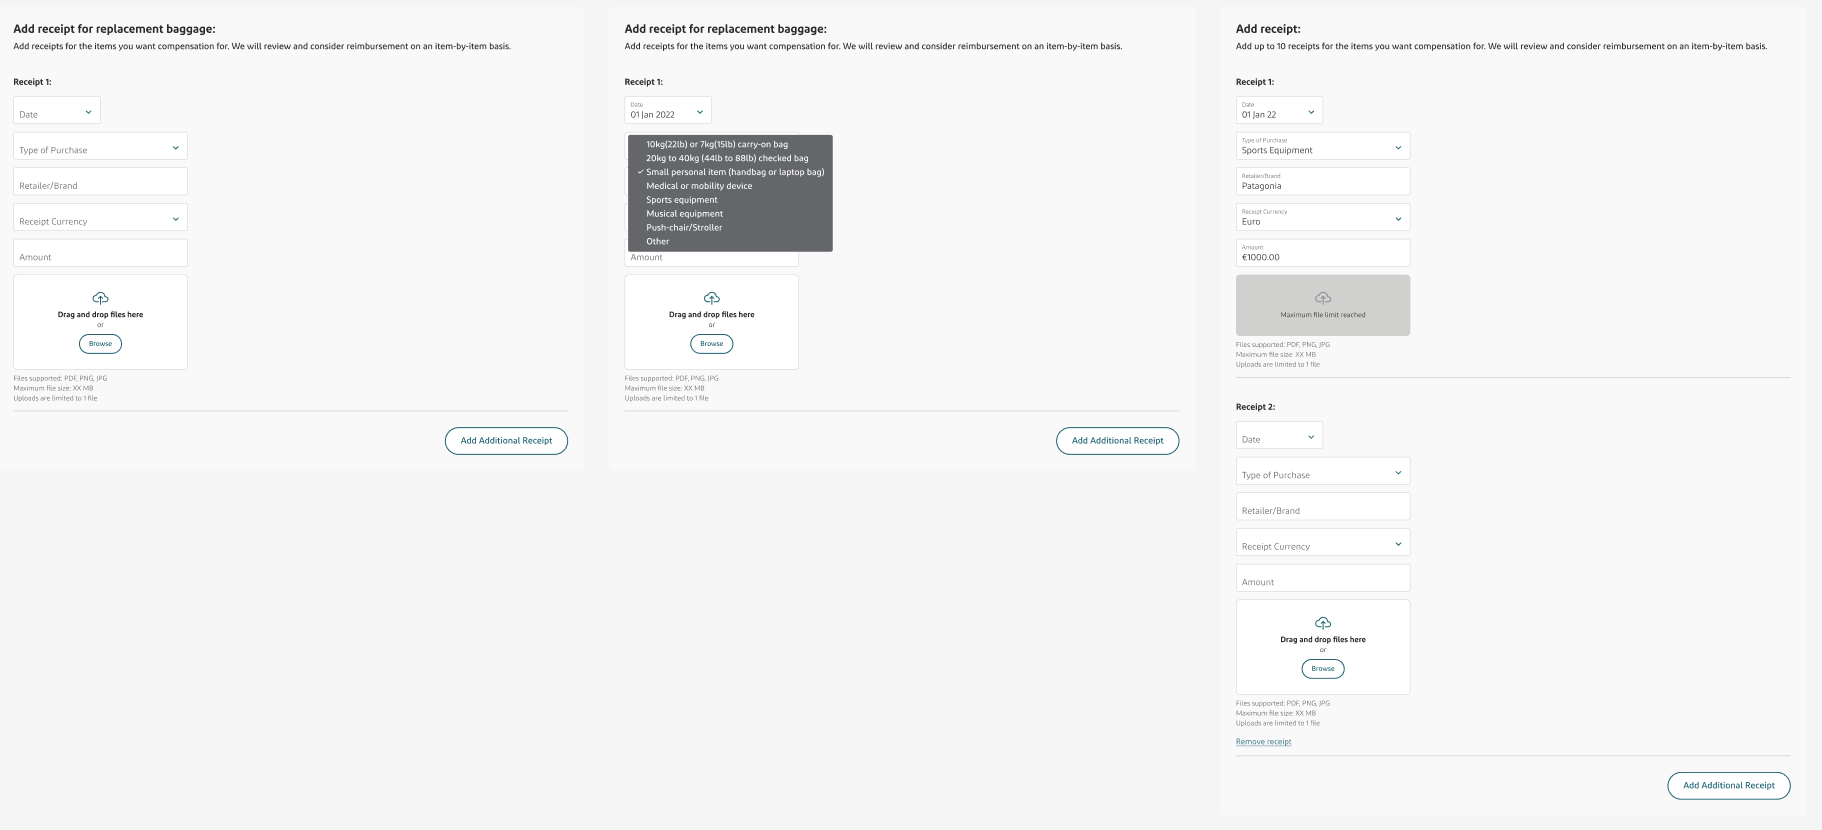 Add receipt for replacement baggage:
Add receipts for the items you want compensation for. We will review and consider reimbursement on an item-by-item basis.
Receipt 1:
Date
Type of Purchase
Retailer/Brand
Receipt Currency
Amount
Drag and drop files here
or
Browse
Files supported: PDF, PNG, JPG
Maximum file size: XX MB
Uploads are limited to 1 file
Add Additional Receipt
Add receipt for replacement baggage:
Add receipts for the items you want compensation for. We will review and consider reimbursement on an item-by-item basis.
Receipt 1:
Date
01 Jan 2022
10kg(22lb) or 7kg(15lb) carry-on bag
20kg to 40kg (44lb to 88lb) checked bag
✓ Small personal item (handbag or laptop bag)
Medical or mobility device
Sports equipment
Musical equipment
Push-chair/Stroller
Other
Amount
Drag and drop files here
or
Browse
Files supported: PDF, PNG, JPG
Maximum file size: XX MB
Uploads are limited to 1 file
Add Additional Receipt
Add receipt:
Add up to 10 receipts for the items you want compensation for. We will review and consider reimbursement on an item-by-item basis.
Receipt 1:
Date
01 Jan 22
Type of Purchase
Sports Equipment
Retailer/Brand
Patagonia
Receipt Currency
Euro
Amount
€1000.00
Maximum file limit reached
Files supported: PDF, PNG, JPG
Maximum file size: XX MB
Uploads are limited to 1 file
Receipt 2:
Date
Type of Purchase
Retailer/Brand
Receipt Currency
Amount
Drag and drop files here
or
Browse
Files supported: PDF, PNG, JPG
Maximum file size: XX MB
Uploads are limited to 1 file
Remove receipt
Add Additional Receipt